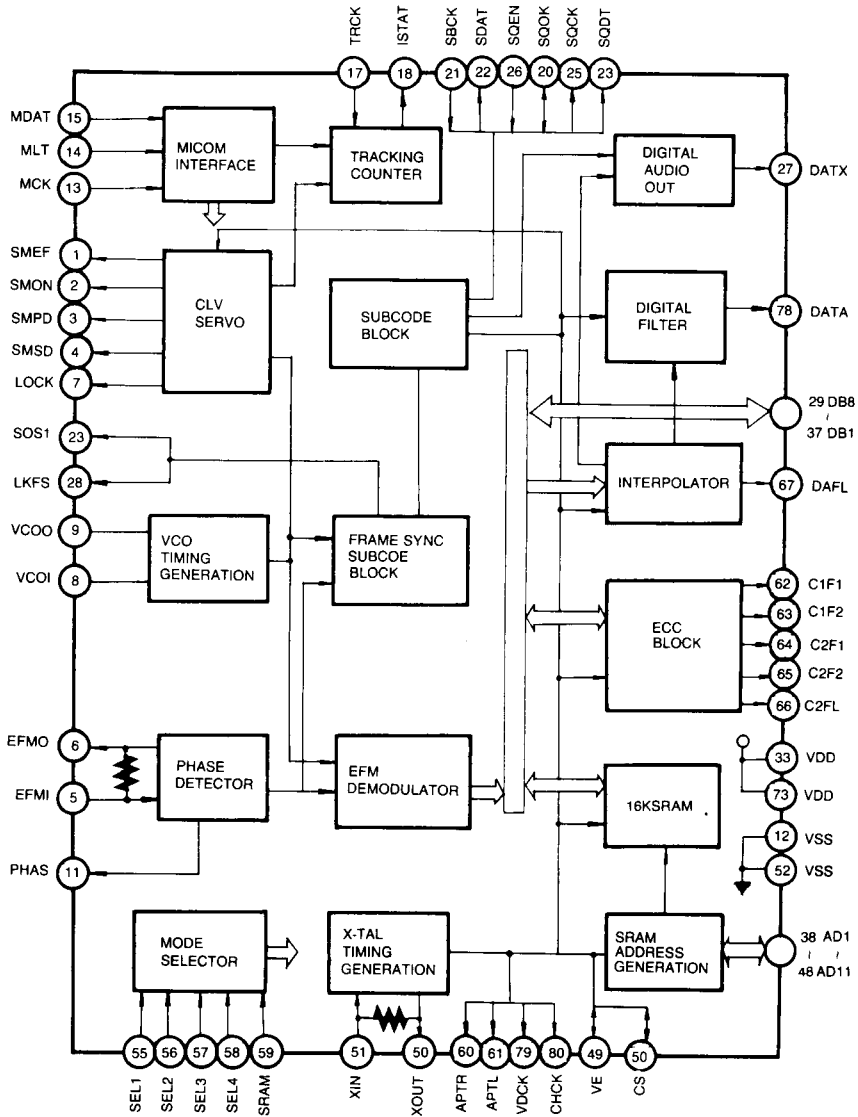 TRCK
ISTAT
SBCK
SDAT
SQEN
SQOK
SQCK
SQDT
17
18
21
22
26
20
25
23
MDAT 15
MLT 14
MCK 13
MICOM
INTERFACE
TRACKING
COUNTER
DIGITAL
AUDIO
OUT
27 DATX
SMEF 1
SMON 2
SMPD 3
SMSD 4
LOCK 7
CLV
SERVO
SUBCODE
BLOCK
DIGITAL
FILTER
78 DATA
29 DB8
37 DB1
SOS1 23
LKFS 28
INTERPOLATOR
67 DAFL
VCOO 9
VCOI 8
VCO
TIMING
GENERATION
FRAME SYNC
SUBCOE
BLOCK
ECC
BLOCK
62 C1F1
63 C1F2
64 C2F1
65 C2F2
66 C2FL
EFMO 6
EFMI 5
PHASE
DETECTOR
EFM
DEMODULATOR
16KSRAM
33 VDD
73 VDD
12 VSS
52 VSS
PHAS 11
MODE
SELECTOR
X-TAL
TIMING
GENERATION
SRAM
ADDRESS
GENERATION
38 AD1
48 AD11
55
56
57
58
59
51
50
60
61
79
80
49
50
SEL1
SEL2
SEL3
SEL4
SRAM
XIN
XOUT
APTR
APTL
VDCK
CHCK
VE
CS